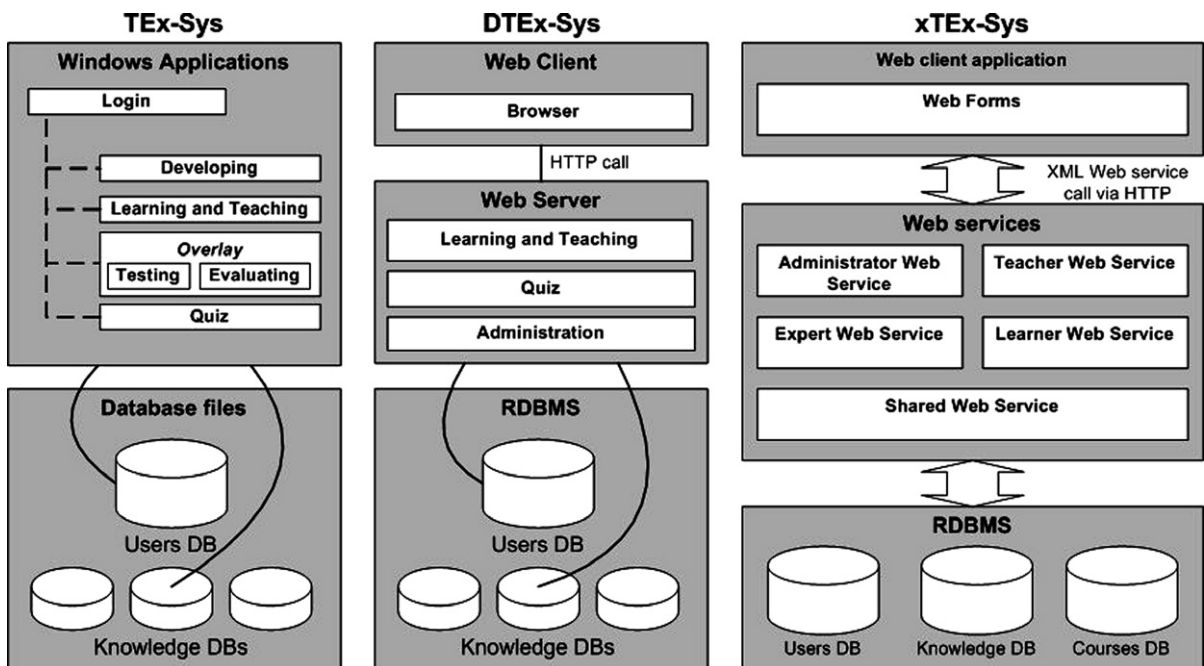 TEx-Sys
Windows Applications
Login
Developing
Learning and Teaching
Overlay
Testing
Evaluating
Quiz
Database files
Users DB
Knowledge DBs
DTEx-Sys
Web Client
Browser
HTTP call
Web Server
Learning and Teaching
Quiz
Administration
RDBMS
Users DB
Knowledge DBs
xTEx-Sys
Web client application
Web Forms
XML Web service
call via HTTP
Web services
Administrator Web
Service
Teacher Web Service
Expert Web Service
Learner Web Service
Shared Web Service
RDBMS
Users DB
Knowledge DB
Courses DB